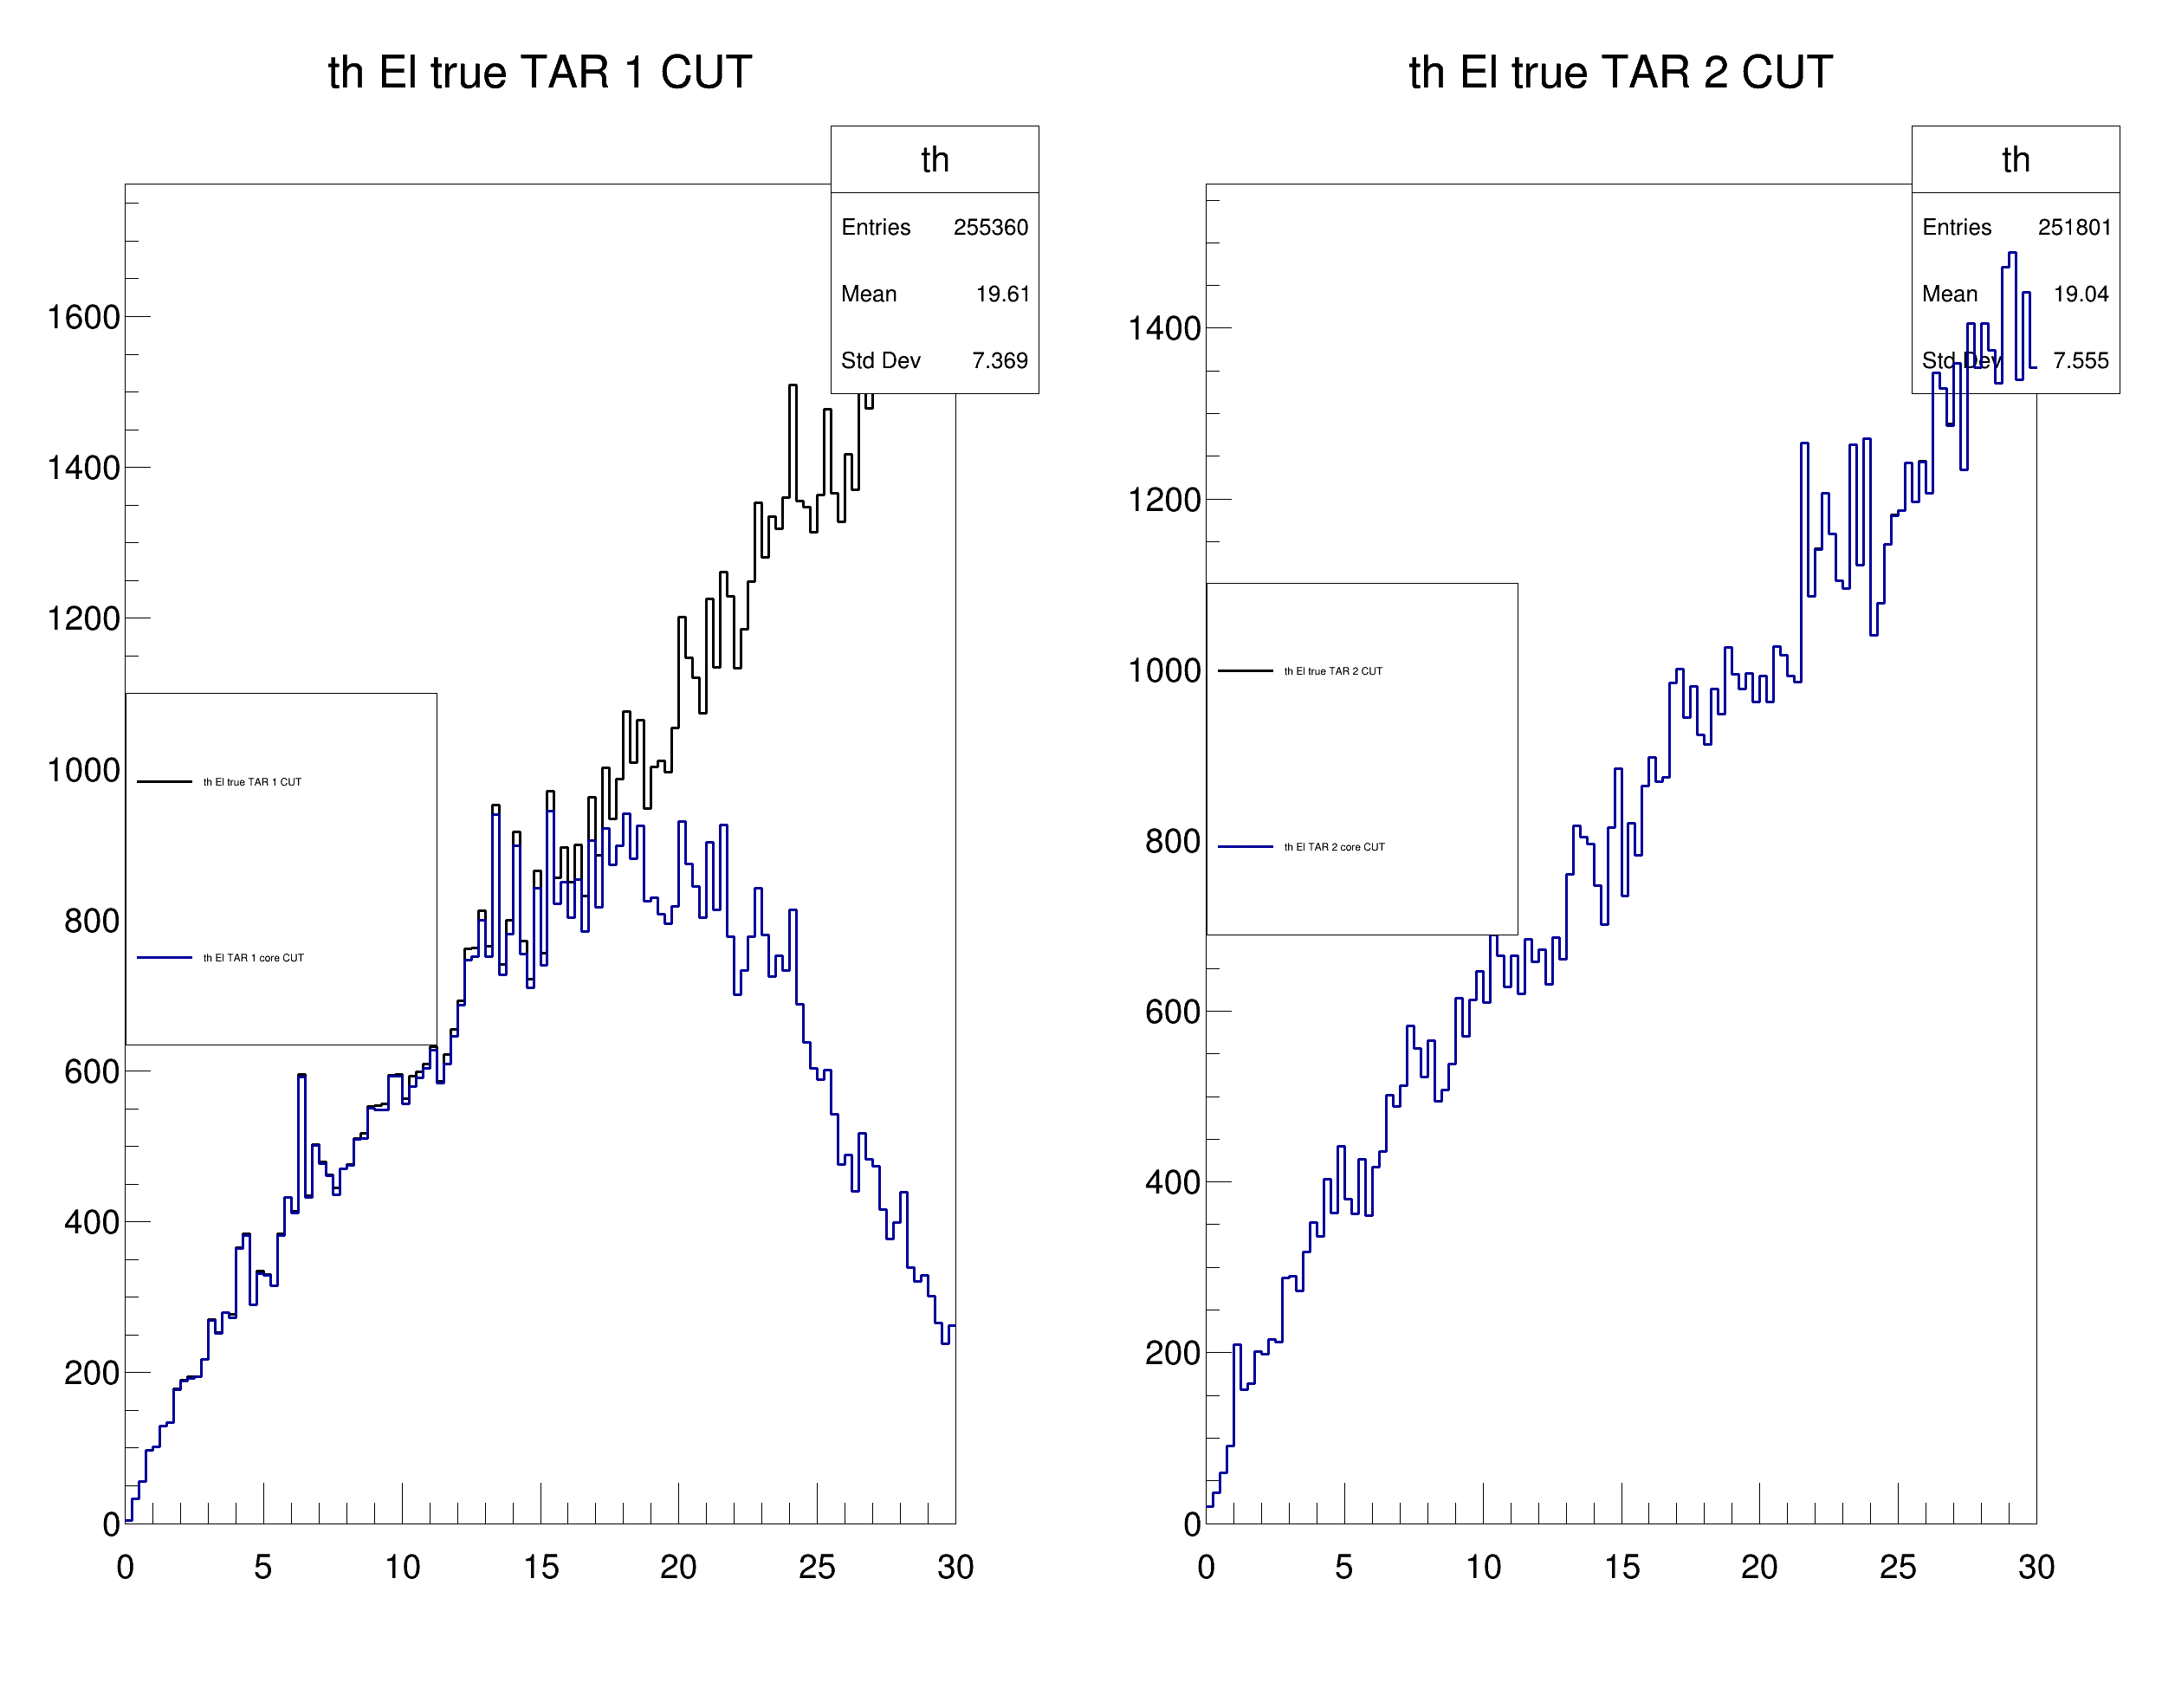 th El true TAR 1 CUT
th
Entries 255360
Mean 19.61
Std Dev 7.369
1600
1400
1200
1000
800
600
400
200
0
th El true TAR 1 CUT
th El TAR 1 core CUT
0 5 10 15 20 25 30
th El true TAR 2 CUT
th
Entries 251801
Mean 19.04
Std Dev 7.555
1400
1200
1000
800
600
400
200
0
th El true TAR 2 CUT
th El TAR 2 core CUT
0 5 10 15 20 25 30